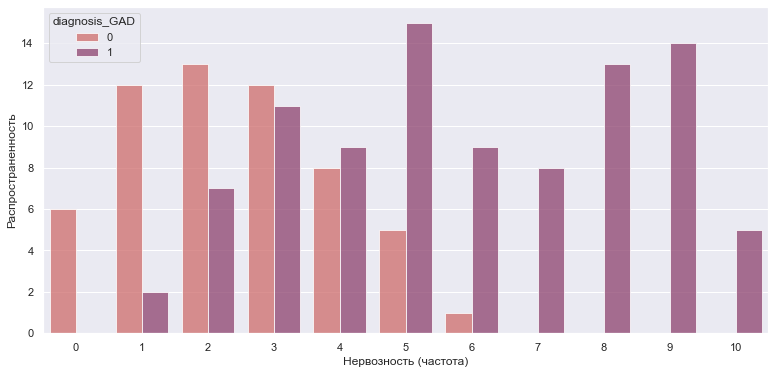 diagnosis_GAD
0
1
Распространенность
14
12
10
8
6
4
2
0
0 1 2 3 4 5 6 7 8 9 10
Нервозность (частота)